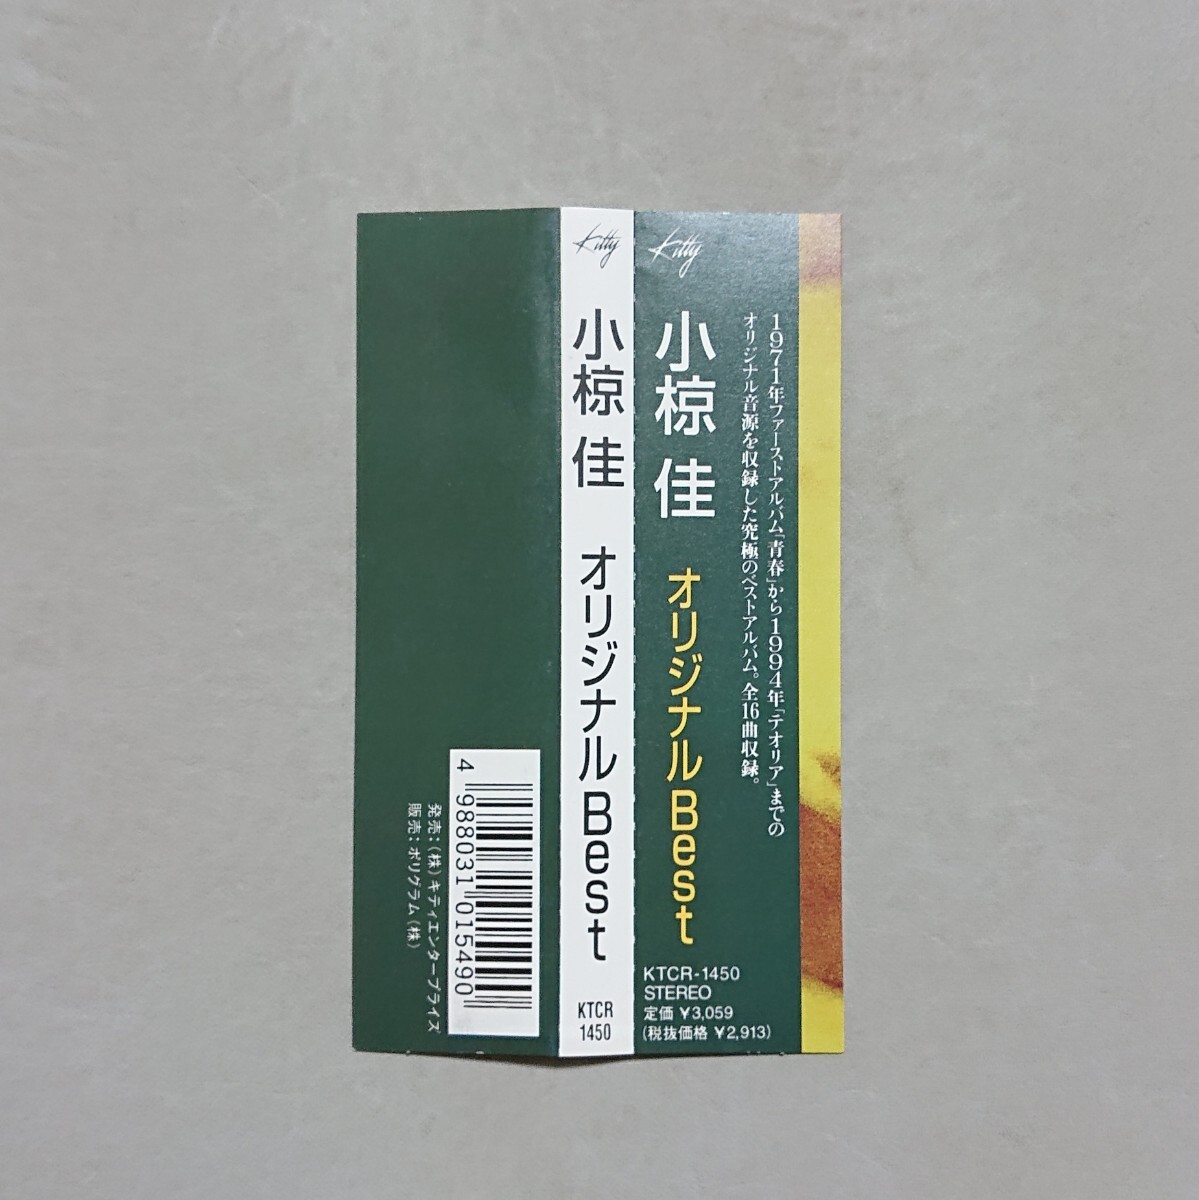 Kitty
1971年ファーストアルバム「青春」から1994年「テオリア」までの
オリジナル音源を収録した究極のベストアルバム。全16曲収録。
小椋 佳
オリジナルBest
KTCR-1450
STEREO
定価 ¥3,059
(税抜価格 ¥2,913)
Kitty
小椋 佳
オリジナルBest
KTCR
1450
4 988031 015490
発売:(株)キティエンタープライズ
販売:ポリグラム(株)